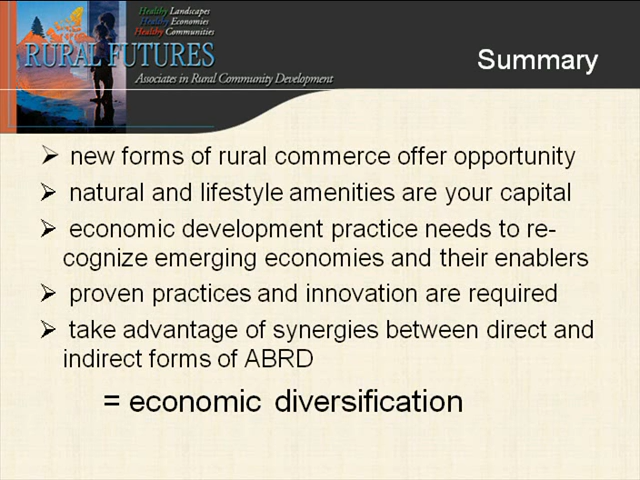 Healthy Landscapes
Healthy Economies
Healthy Communities
RURAL FUTURES
Associates in Rural Community Development
Summary
➢ new forms of rural commerce offer opportunity
➢ natural and lifestyle amenities are your capital
➢ economic development practice needs to re-
cognize emerging economies and their enablers
➢ proven practices and innovation are required
➢ take advantage of synergies between direct and
indirect forms of ABRD
= economic diversification